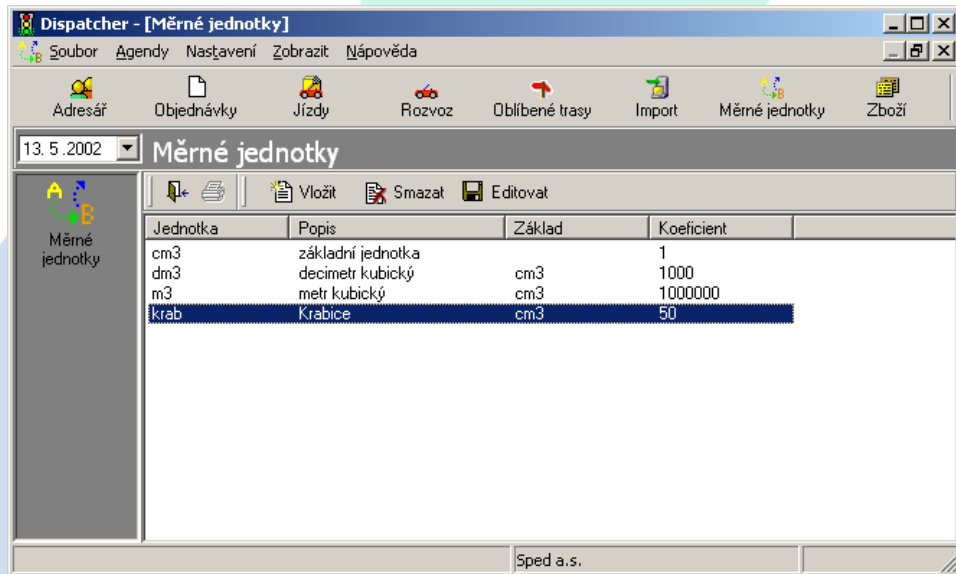 Dispatcher - [Měrné jednotky]
Soubor Agendy Nastavení Zobrazit Nápověda
Adresář Objednávky Jízdy Rozvoz Oblíbené trasy Import Měrné jednotky Zboží
13. 5 .2002 Měrné jednotky
A B
Měrné
jednotky
Vložit Smazat Editovat
Jednotka Popis Základ Koeficient
cm3 základní jednotka 1
dm3 decimetr kubický cm3 1000
m3 metr kubický cm3 1000000
krab Krabice cm3 50
Sped a.s.